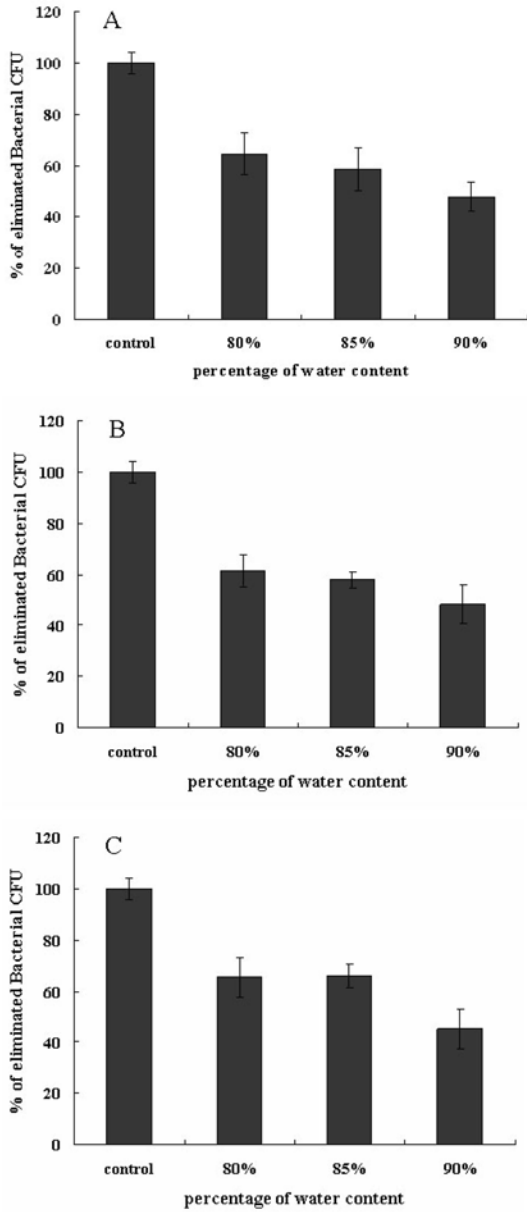 A
% of eliminated Bacterial CFU
120
100
80
60
40
20
0
control 80% 85% 90%
percentage of water content
B
% of eliminated Bacterial CFU
120
100
80
60
40
20
0
control 80% 85% 90%
percentage of water content
C
% of eliminated Bacterial CFU
120
100
80
60
40
20
0
control 80% 85% 90%
percentage of water content